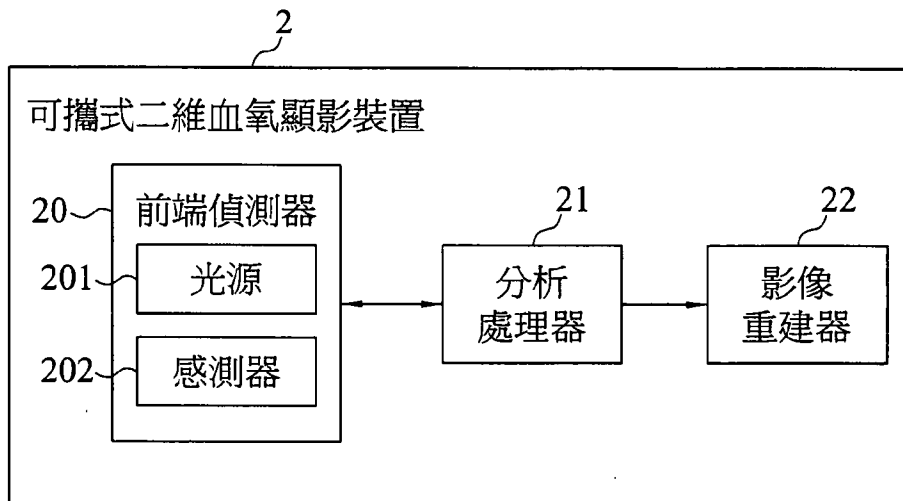 2
可攜式二維血氧顯影裝置
20
前端偵測器
201
光源
202
感測器
21
分析
處理器
22
影像
重建器